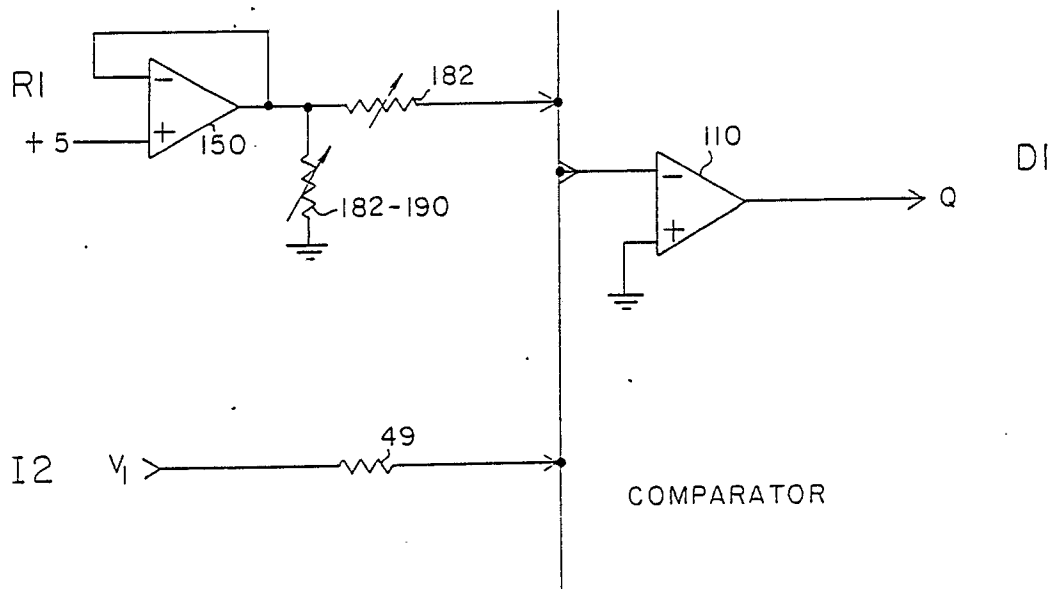 R1
182
−
+ 5
+
150
182-190
110
−
+
Q
D1
I2
V1
49
COMPARATOR